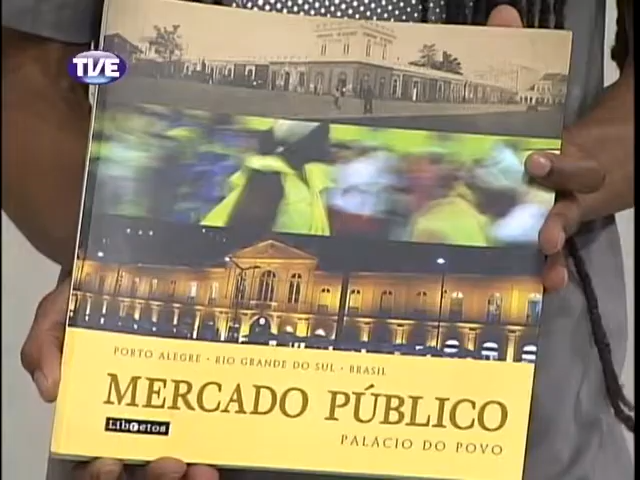 TVE
PORTO ALEGRE · RIO GRANDE DO SUL · BRASIL
MERCADO PÚBLICO
Libretos
PALÁCIO DO POVO